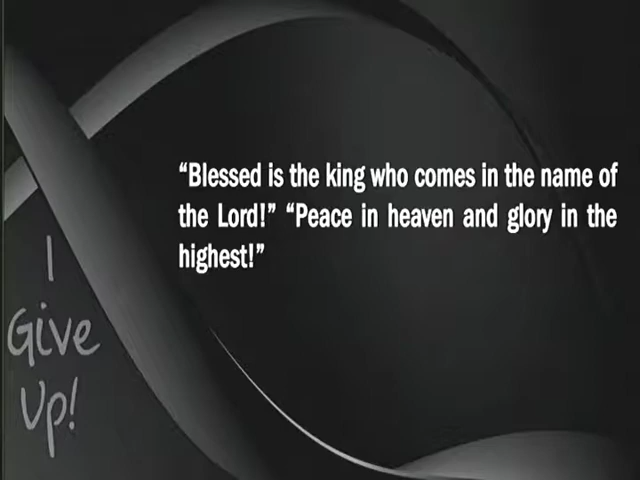 “Blessed is the king who comes in the name of
the Lord!” “Peace in heaven and glory in the
highest!”
I
Give
Up!